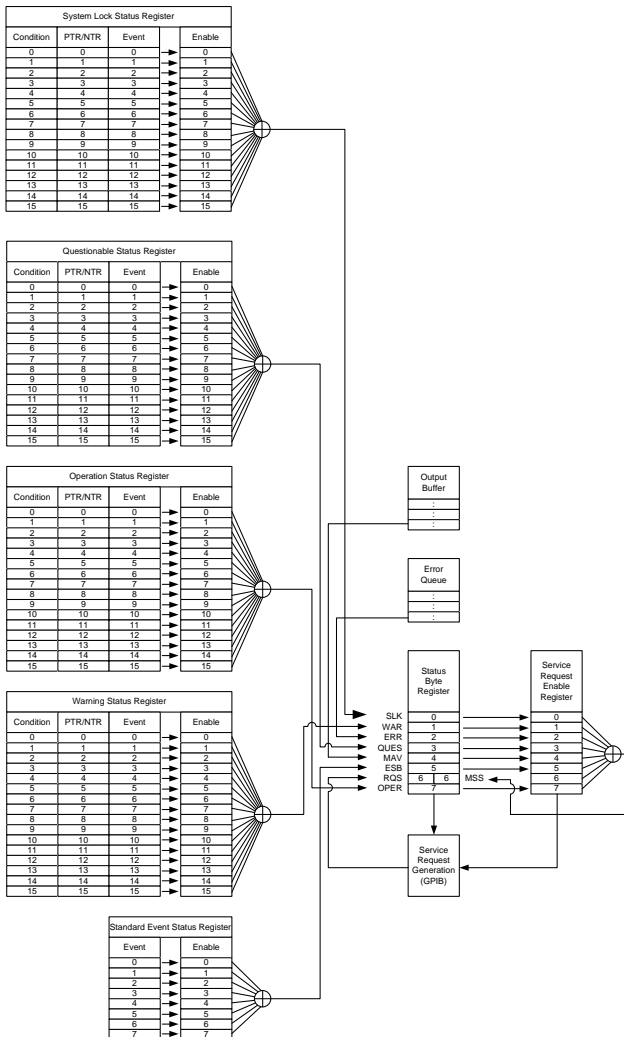 System Lock Status Register
Condition PTR/NTR Event Enable
0 0 0 0
1 1 1 1
2 2 2 2
3 3 3 3
4 4 4 4
5 5 5 5
6 6 6 6
7 7 7 7
8 8 8 8
9 9 9 9
10 10 10 10
11 11 11 11
12 12 12 12
13 13 13 13
14 14 14 14
15 15 15 15
Questionable Status Register
Condition PTR/NTR Event Enable
0 0 0 0
1 1 1 1
2 2 2 2
3 3 3 3
4 4 4 4
5 5 5 5
6 6 6 6
7 7 7 7
8 8 8 8
9 9 9 9
10 10 10 10
11 11 11 11
12 12 12 12
13 13 13 13
14 14 14 14
15 15 15 15
Operation Status Register
Condition PTR/NTR Event Enable
0 0 0 0
1 1 1 1
2 2 2 2
3 3 3 3
4 4 4 4
5 5 5 5
6 6 6 6
7 7 7 7
8 8 8 8
9 9 9 9
10 10 10 10
11 11 11 11
12 12 12 12
13 13 13 13
14 14 14 14
15 15 15 15
Output
Buffer
:
:
:
Error
Queue
:
:
:
Warning Status Register
Condition PTR/NTR Event Enable
0 0 0 0
1 1 1 1
2 2 2 2
3 3 3 3
4 4 4 4
5 5 5 5
6 6 6 6
7 7 7 7
8 8 8 8
9 9 9 9
10 10 10 10
11 11 11 11
12 12 12 12
13 13 13 13
14 14 14 14
15 15 15 15
Status
Byte
Register
Service
Request
Enable
Register
SLK 0 0
WAR 1 1
ERR 2 2
QUES 3 3
MAV 4 4
ESB 5 5
RQS 6 6 MSS 6
OPER 7 7
Service
Request
Generation
(GPIB)
Standard Event Status Register
Event Enable
0 0
1 1
2 2
3 3
4 4
5 5
6 6
7 7